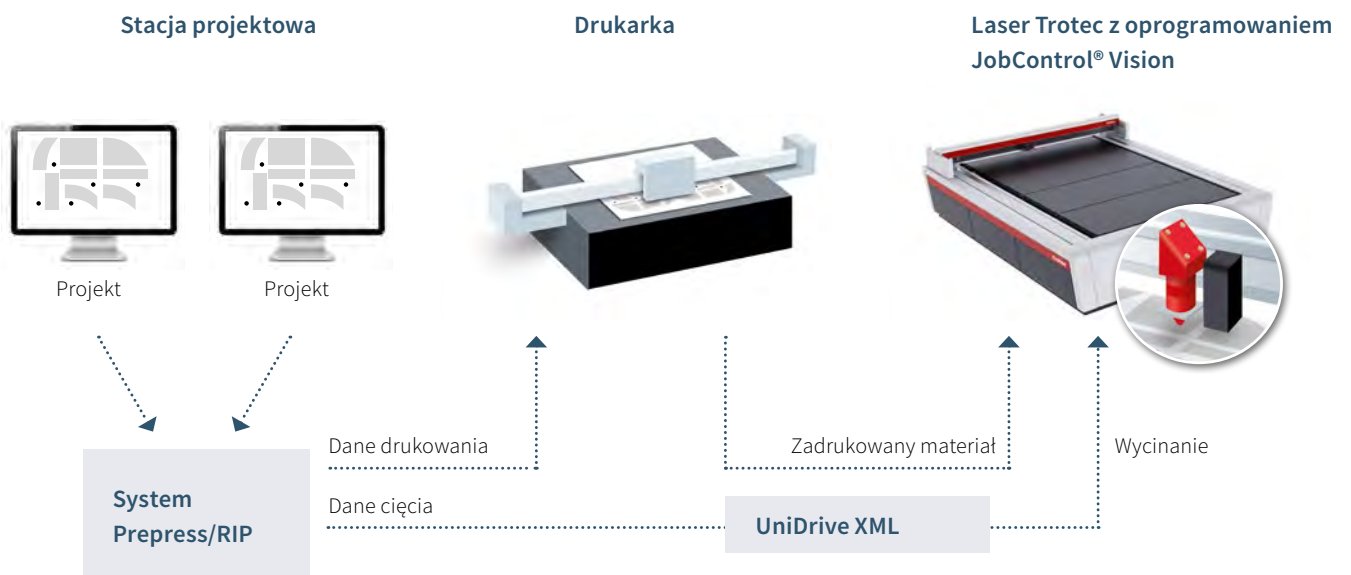 Stacja projektowa
Drukarka
Laser Trotec z oprogramowaniem
JobControl® Vision
Projekt
Projekt
Dane drukowania
Zadrukowany materiał
Wycinanie
System
Prepress/RIP
Dane cięcia
UniDrive XML